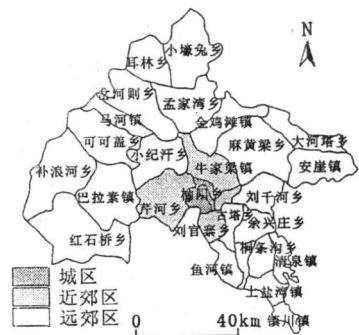 N
小壕兔乡
耳林乡
岔河则乡
孟家湾乡
马河镇
金鸡滩镇
可可盖乡
麻黄梁乡
大河塔乡
小纪汗乡
牛家梁镇
安崖镇
补浪河乡
巴拉素镇
芹河乡
榆阳乡
刘千河乡
古塔乡
余兴庄乡
刘官寨乡
红石桥乡
桐条沟乡
清泉镇
鱼河镇
上盐湾镇
镇川镇
城区
近郊区
远郊区
0
40km